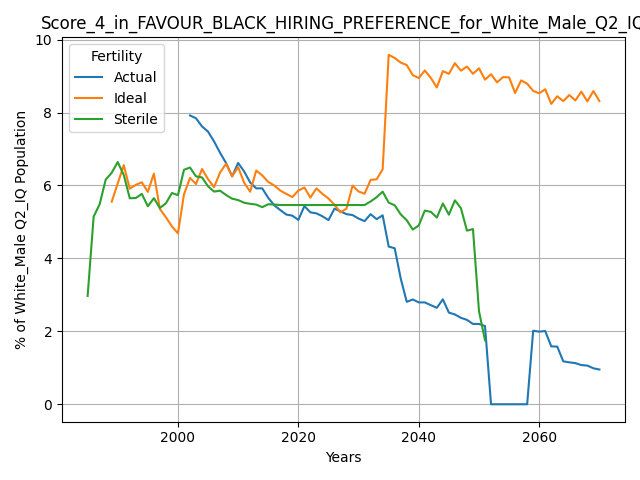 Score_4_in_FAVOUR_BLACK_HIRING_PREFERENCE_for_White_Male_Q2_IQ
Fertility
Actual
Ideal
Sterile
% of White_Male Q2_IQ Population
10
8
6
4
2
0
2000
2020
2040
2060
Years